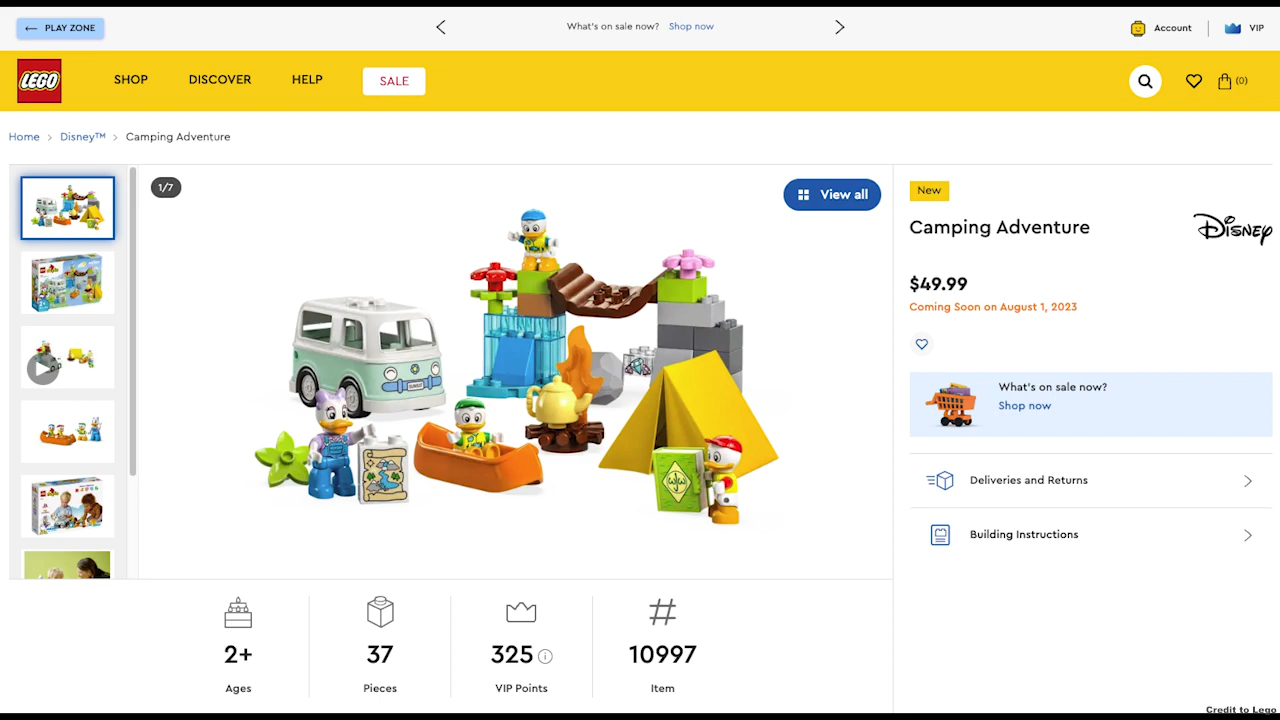 PLAY ZONE
What's on sale now? Shop now
Account
VIP
LEGO
SHOP
DISCOVER
HELP
SALE
(0)
Home > Disney™ > Camping Adventure
1/7
View all
New
Camping Adventure
Disney
$49.99
Coming Soon on August 1, 2023
What's on sale now?
Shop now
Deliveries and Returns
Building Instructions
2+
Ages
37
Pieces
325
VIP Points
10997
Item
Credit to Lego